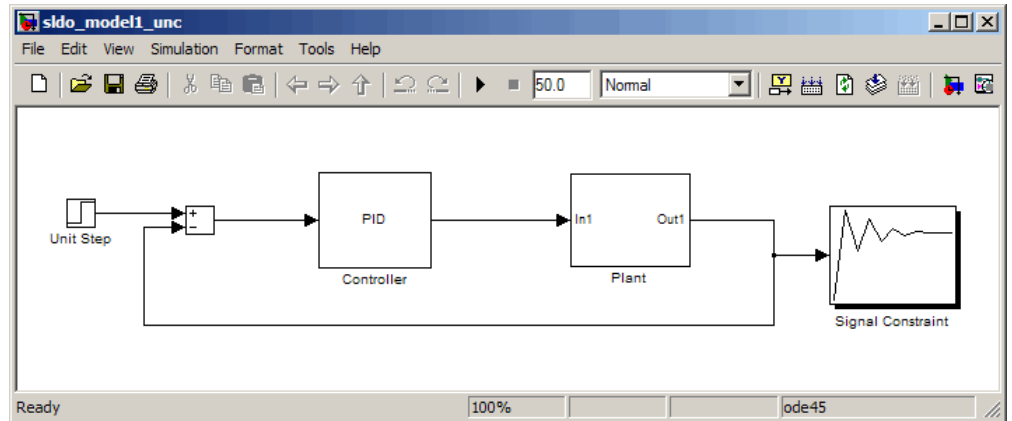 sldo_model1_unc
File Edit View Simulation Format Tools Help
50.0 Normal
+
−
Unit Step
PID
Controller
In1 Out1
Plant
Signal Constraint
Ready 100% ode45